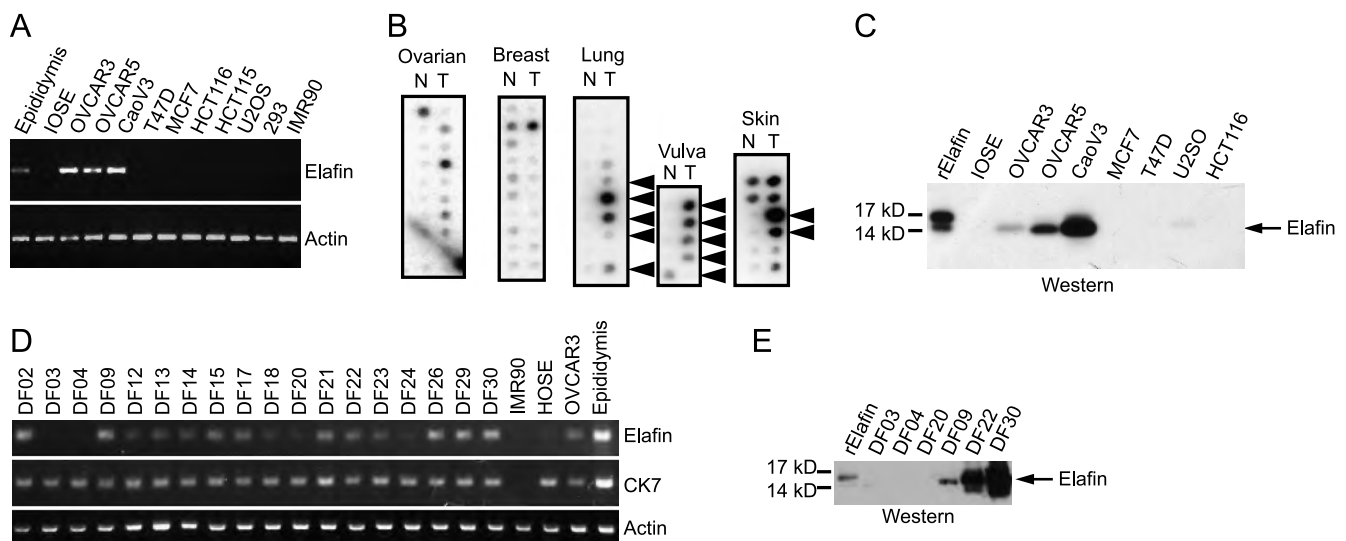 A
Epididymis
IOSE
OVCAR3
OVCAR5
CaoV3
T47D
MCF7
HCT116
HCT115
U2OS
293
IMR90
Elafin
Actin
B
Ovarian
N T
Breast
N T
Lung
N T
Vulva
N T
Skin
N T
C
rElafin
IOSE
OVCAR3
OVCAR5
CaoV3
MCF7
T47D
U2SO
HCT116
17 kD
14 kD
Elafin
Western
D
DF02
DF03
DF04
DF09
DF12
DF13
DF14
DF15
DF17
DF18
DF20
DF21
DF22
DF23
DF24
DF26
DF29
DF30
IMR90
HOSE
OVCAR3
Epididymis
Elafin
CK7
Actin
E
rElafin
DF03
DF04
DF20
DF09
DF22
DF30
17 kD
14 kD
Elafin
Western